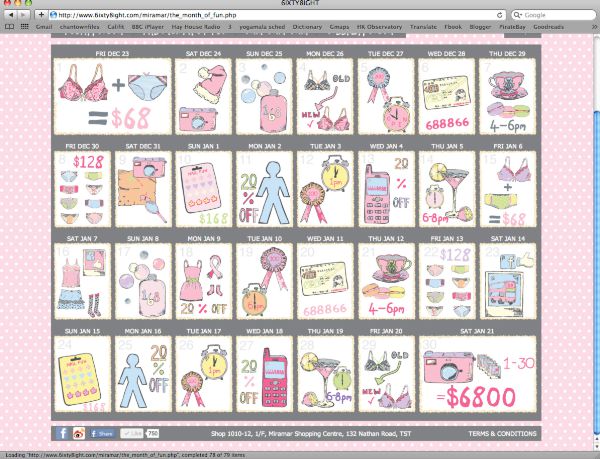 6IXTY8IGHT
http://www.6ixty8ight.com/miramar/the_month_of_fun.php
Google
Gmail chantownfiles Catlit BBC iPlayer Hay House Radio 3 yogamala sched Dictionary Gmaps HK Observatory Translate Fbook Blogger PirateBay Goodreads
FRI DEC 23 SAT DEC 24 SUN DEC 25 MON DEC 26 TUE DEC 27 WED DEC 28 THU DEC 29
1 2 3 4 5 6 7
OLD
NEW
688866
4-6pm
= $68
FRI DEC 30 SAT DEC 31 SUN JAN 1 MON JAN 2 TUE JAN 3 WED JAN 4 THU JAN 5 FRI JAN 6
8 9 10 11 12 13 14 15
$128
$168
20 % OFF
1pm
20 % OFF
6-8pm
= $68
SAT JAN 7 SUN JAN 8 MON JAN 9 TUE JAN 10 WED JAN 11 THU JAN 12 FRI JAN 13 SAT JAN 14
16 17 18 19 20 21 22 23
168
20 % OFF
688866
4-6pm
$128
SUN JAN 15 MON JAN 16 TUE JAN 17 WED JAN 18 THU JAN 19 FRI JAN 20 SAT JAN 21
24 25 26 27 28 29 30
$168
20 % OFF
1pm
20 % OFF
6-8pm
OLD
NEW
1-30
= $6800
Share Like 750
Shop 1010-12, 1/F, Miramar Shopping Centre, 132 Nathan Road, TST
TERMS & CONDITIONS
Loading "http://www.6ixty8ight.com/miramar/the_month_of_fun.php", completed 78 of 79 items